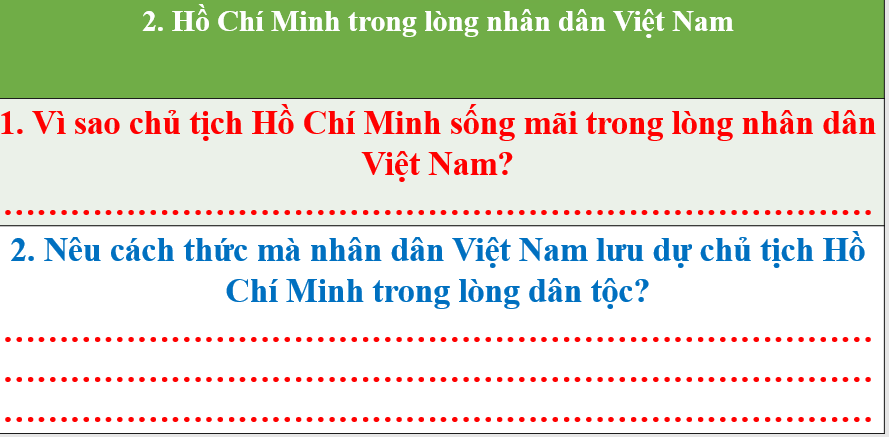 2. Hồ Chí Minh trong lòng nhân dân Việt Nam
1. Vì sao chủ tịch Hồ Chí Minh sống mãi trong lòng nhân dân
Việt Nam?
................................................................................
2. Nêu cách thức mà nhân dân Việt Nam lưu dự chủ tịch Hồ
Chí Minh trong lòng dân tộc?
................................................................................
................................................................................
................................................................................